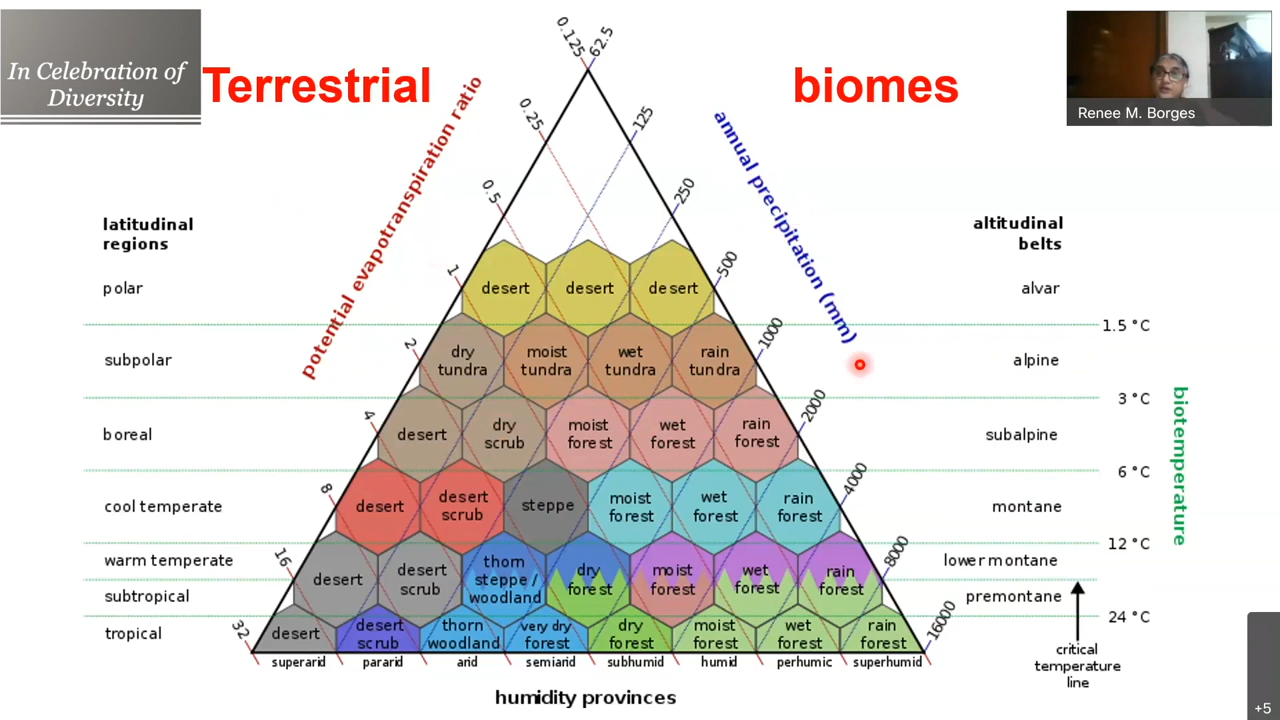 In Celebration of
Diversity
Terrestrial biomes
Renee M. Borges
potential evapotranspiration ratio
annual precipitation (mm)
0.125 62.5
0.25 125
0.5 250
1 500
2 1000
4 2000
8 4000
16 8000
32 16000
latitudinal
regions
altitudinal
belts
polar
desert desert desert
alvar
1.5 °C
subpolar
dry
tundra
moist
tundra
wet
tundra
rain
tundra
alpine
3 °C
boreal
desert
dry
scrub
moist
forest
wet
forest
rain
forest
subalpine
6 °C
cool temperate
desert
desert
scrub
steppe
moist
forest
wet
forest
rain
forest
montane
12 °C
warm temperate
subtropical
desert
desert
scrub
thorn
steppe /
woodland
dry
forest
moist
forest
wet
forest
rain
forest
lower montane
premontane
24 °C
tropical
desert
desert
scrub
thorn
woodland
very dry
forest
dry
forest
moist
forest
wet
forest
rain
forest
biotemperature
critical
temperature
line
superarid pararid arid semiarid subhumid humid perhumic superhumid
humidity provinces
+5